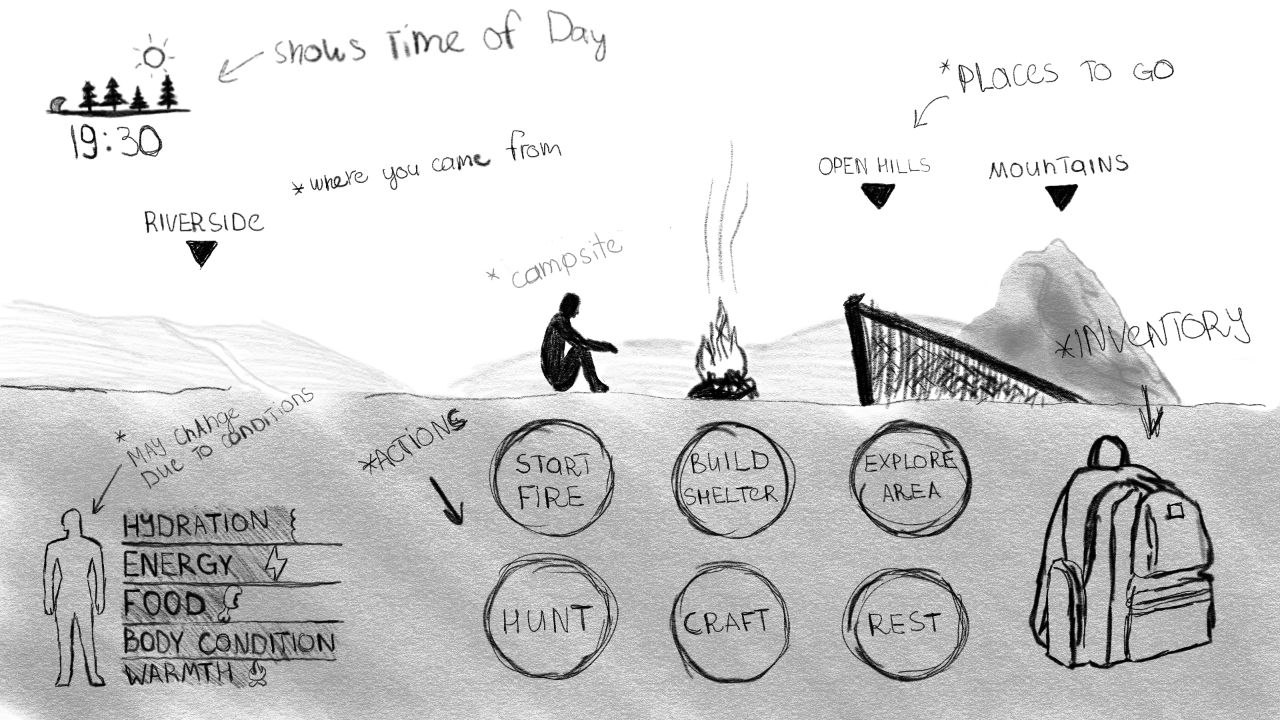 shows Time of Day
19:30
* PLaces TO GO
*where you came from
OPEN HILLS
MOUNTAINS
RIVERSIDE
* campsite
*INVENTORY
* MAY CHANGE
DUE TO CONDITIONS
*ACTIONS
START
FIRE
BUILD
SHELTER
EXPLORE
AREA
HYDRATION
ENERGY
FOOD
BODY CONDITION
WARMTH
HUNT
CRAFT
REST